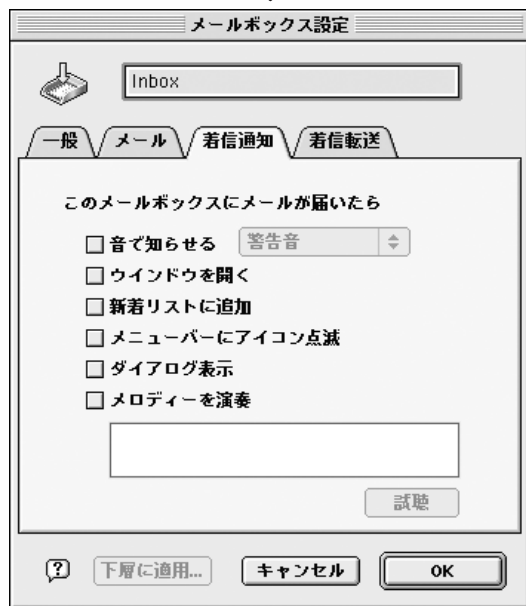 メールボックス設定
Inbox
一般 メール 着信通知 着信転送
このメールボックスにメールが届いたら
音で知らせる 警告音
ウインドウを開く
新着リストに追加
メニューバーにアイコン点滅
ダイアログ表示
メロディーを演奏
試聴
? 下層に適用... キャンセル OK